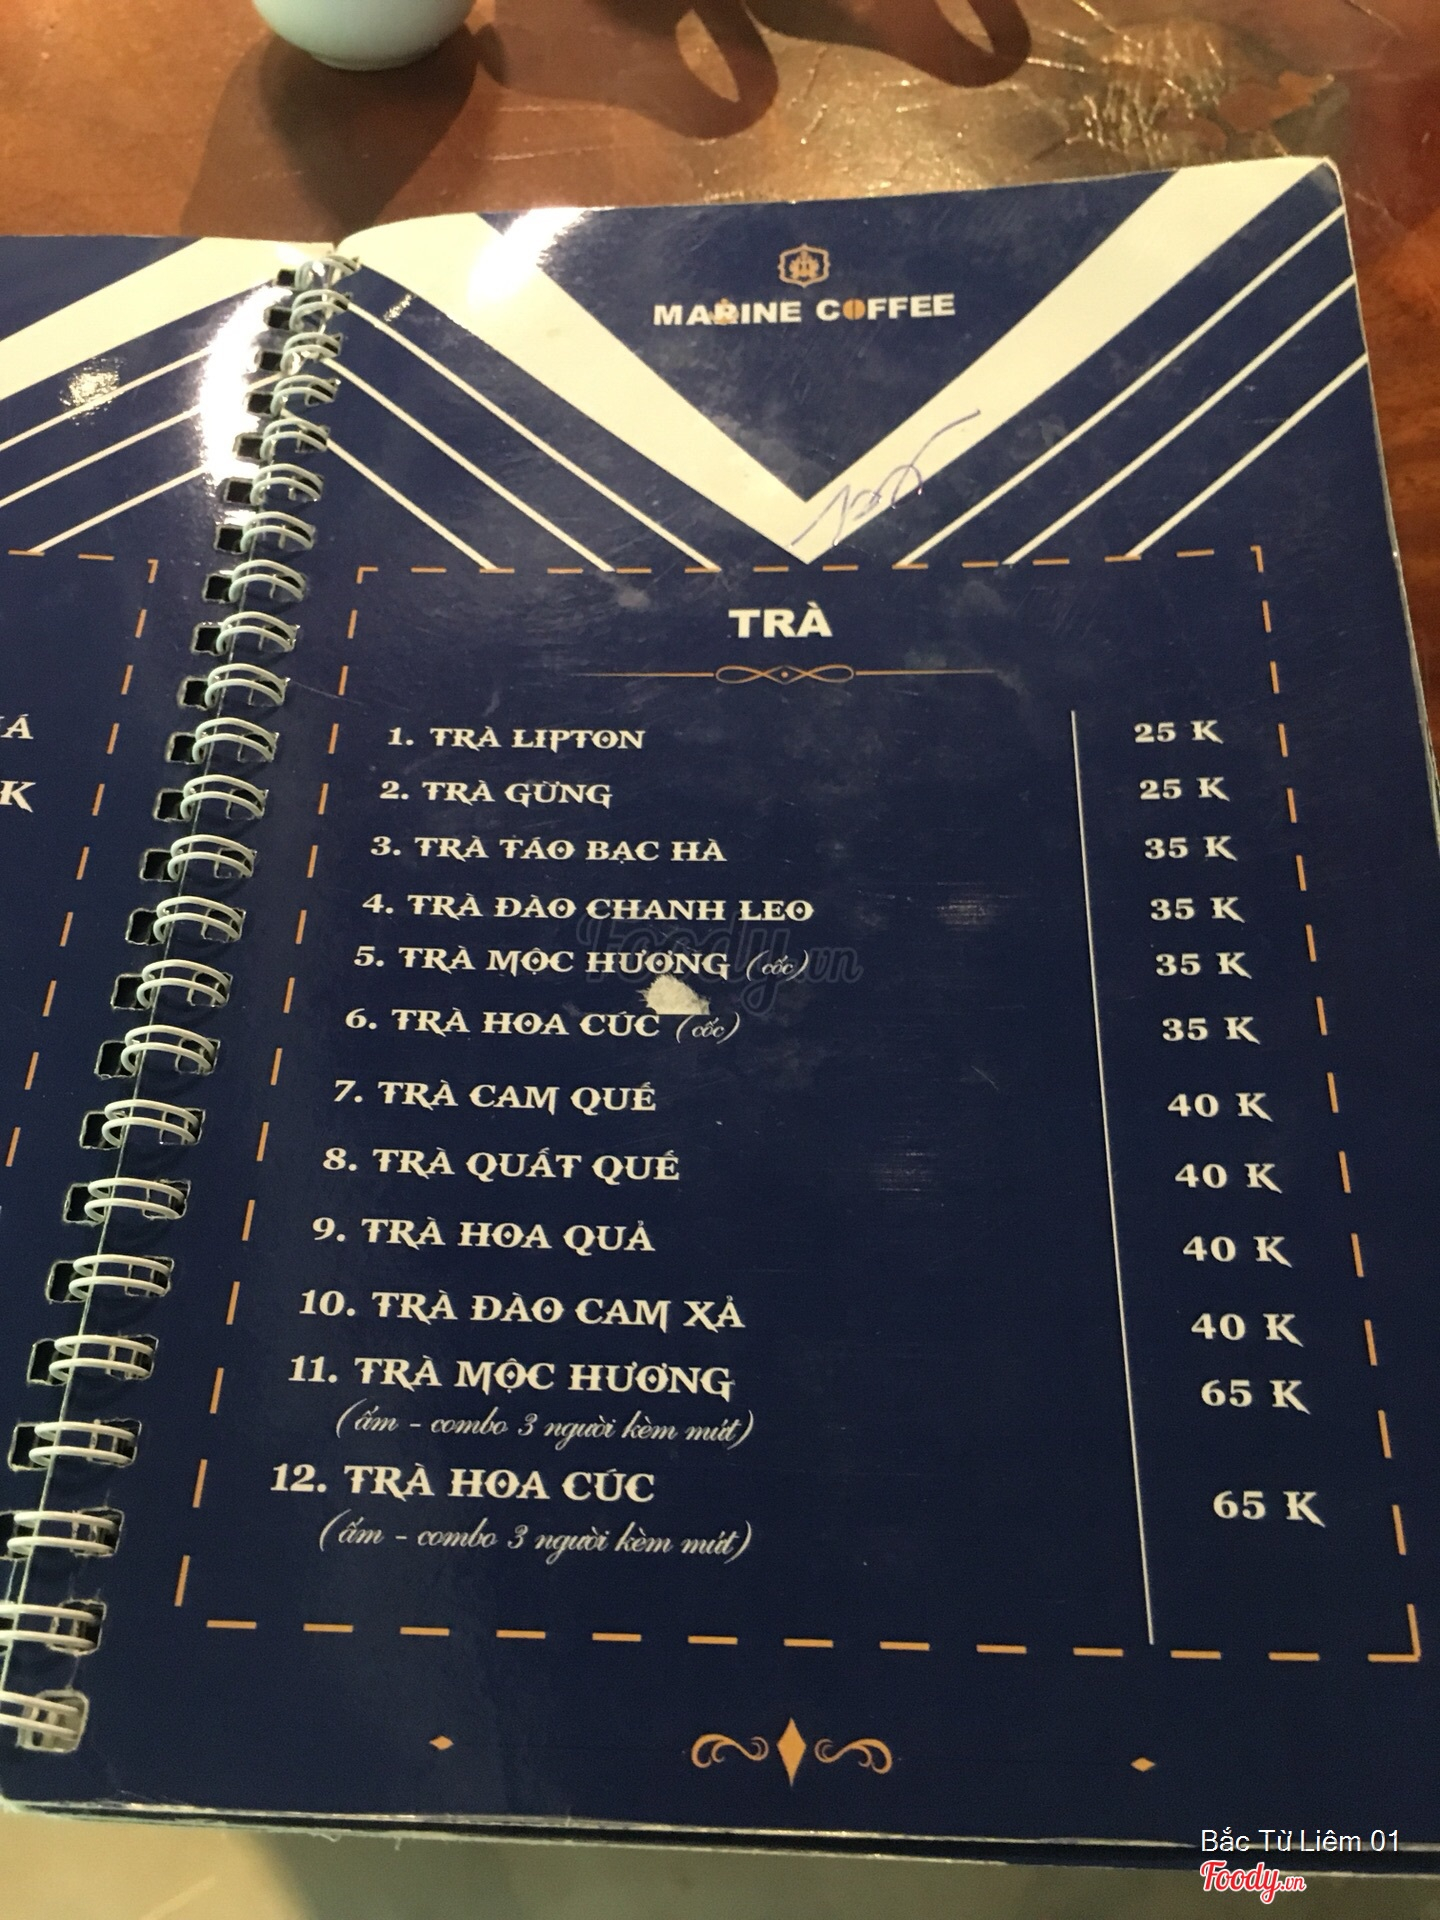 MARINE COFFEE
TRÀ
1. TRÀ LIPTON 25 K
2. TRÀ GỪNG 25 K
3. TRÀ TÁO BẠC HÀ 35 K
4. TRÀ ĐÀO CHANH LEO 35 K
5. TRÀ MỘC HƯƠNG (cốc) 35 K
6. TRÀ HOA CÚC (cốc) 35 K
7. TRÀ CAM QUẾ 40 K
8. TRÀ QUẤT QUẾ 40 K
9. TRÀ HOA QUẢ 40 K
10. TRÀ ĐÀO CAM XẢ 40 K
11. TRÀ MỘC HƯƠNG 65 K
(ấm - combo 3 người kèm mứt)
12. TRÀ HOA CÚC 65 K
(ấm - combo 3 người kèm mứt)
Á
K
Foody.vn
Bắc Từ Liêm 01
Foody.vn